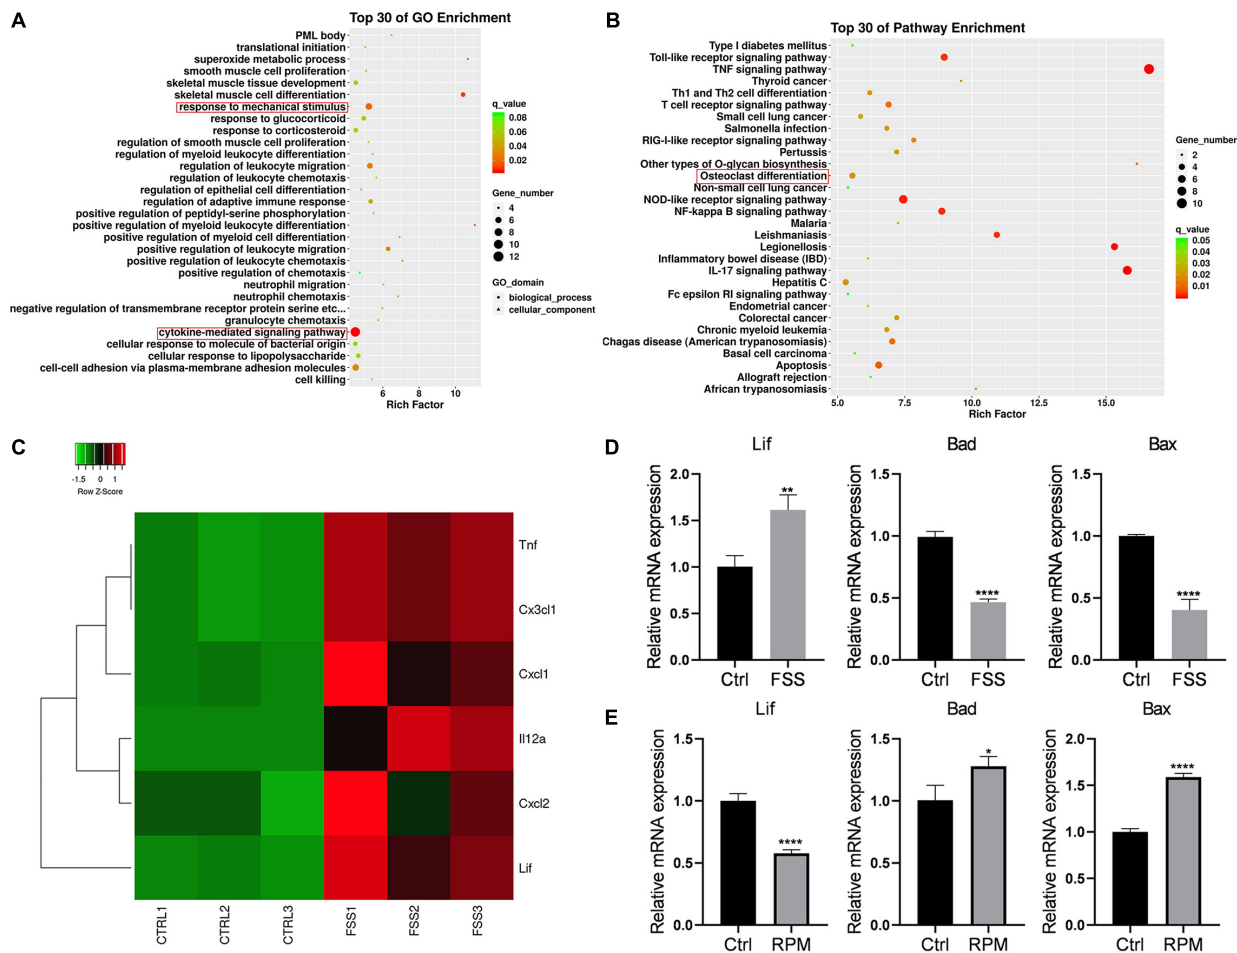 A
Top 30 of GO Enrichment
PML body
translational initiation
superoxide metabolic process
smooth muscle cell proliferation
skeletal muscle tissue development
skeletal muscle cell differentiation
response to mechanical stimulus
response to glucocorticoid
response to corticosteroid
regulation of smooth muscle cell proliferation
regulation of myeloid leukocyte differentiation
regulation of leukocyte migration
regulation of leukocyte chemotaxis
regulation of epithelial cell differentiation
regulation of adaptive immune response
positive regulation of peptidyl-serine phosphorylation
positive regulation of myeloid leukocyte differentiation
positive regulation of myeloid cell differentiation
positive regulation of leukocyte migration
positive regulation of leukocyte chemotaxis
positive regulation of chemotaxis
neutrophil migration
neutrophil chemotaxis
negative regulation of transmembrane receptor protein serine etc...
granulocyte chemotaxis
cytokine-mediated signaling pathway
cellular response to molecule of bacterial origin
cellular response to lipopolysaccharide
cell-cell adhesion via plasma-membrane adhesion molecules
cell killing
6 8 10
Rich Factor
q_value
0.08
0.06
0.04
0.02
Gene_number
4
6
8
10
12
GO_domain
biological_process
cellular_component
B
Top 30 of Pathway Enrichment
Type I diabetes mellitus
Toll-like receptor signaling pathway
TNF signaling pathway
Thyroid cancer
Th1 and Th2 cell differentiation
T cell receptor signaling pathway
Small cell lung cancer
Salmonella infection
RIG-I-like receptor signaling pathway
Pertussis
Other types of O-glycan biosynthesis
Osteoclast differentiation
Non-small cell lung cancer
NOD-like receptor signaling pathway
NF-kappa B signaling pathway
Malaria
Leishmaniasis
Legionellosis
Inflammatory bowel disease (IBD)
IL-17 signaling pathway
Hepatitis C
Fc epsilon RI signaling pathway
Endometrial cancer
Colorectal cancer
Chronic myeloid leukemia
Chagas disease (American trypanosomiasis)
Basal cell carcinoma
Apoptosis
Allograft rejection
African trypanosomiasis
5.0 7.5 10.0 12.5 15.0
Rich Factor
Gene_number
2
4
6
8
10
q_value
0.05
0.04
0.03
0.02
0.01
C
-1.5 0 1
Row Z-Score
Tnf
Cx3cl1
Cxcl1
Il12a
Cxcl2
Lif
CTRL1
CTRL2
CTRL3
FSS1
FSS2
FSS3
D
Lif
Relative mRNA expression
2.0
1.5
1.0
0.5
0.0
**
Ctrl FSS
Bad
Relative mRNA expression
1.5
1.0
0.5
0.0
****
Ctrl FSS
Bax
Relative mRNA expression
1.5
1.0
0.5
0.0
****
Ctrl FSS
E
Lif
Relative mRNA expression
1.5
1.0
0.5
0.0
****
Ctrl RPM
Bad
Relative mRNA expression
1.5
1.0
0.5
0.0
*
Ctrl RPM
Bax
Relative mRNA expression
2.0
1.5
1.0
0.5
0.0
****
Ctrl RPM